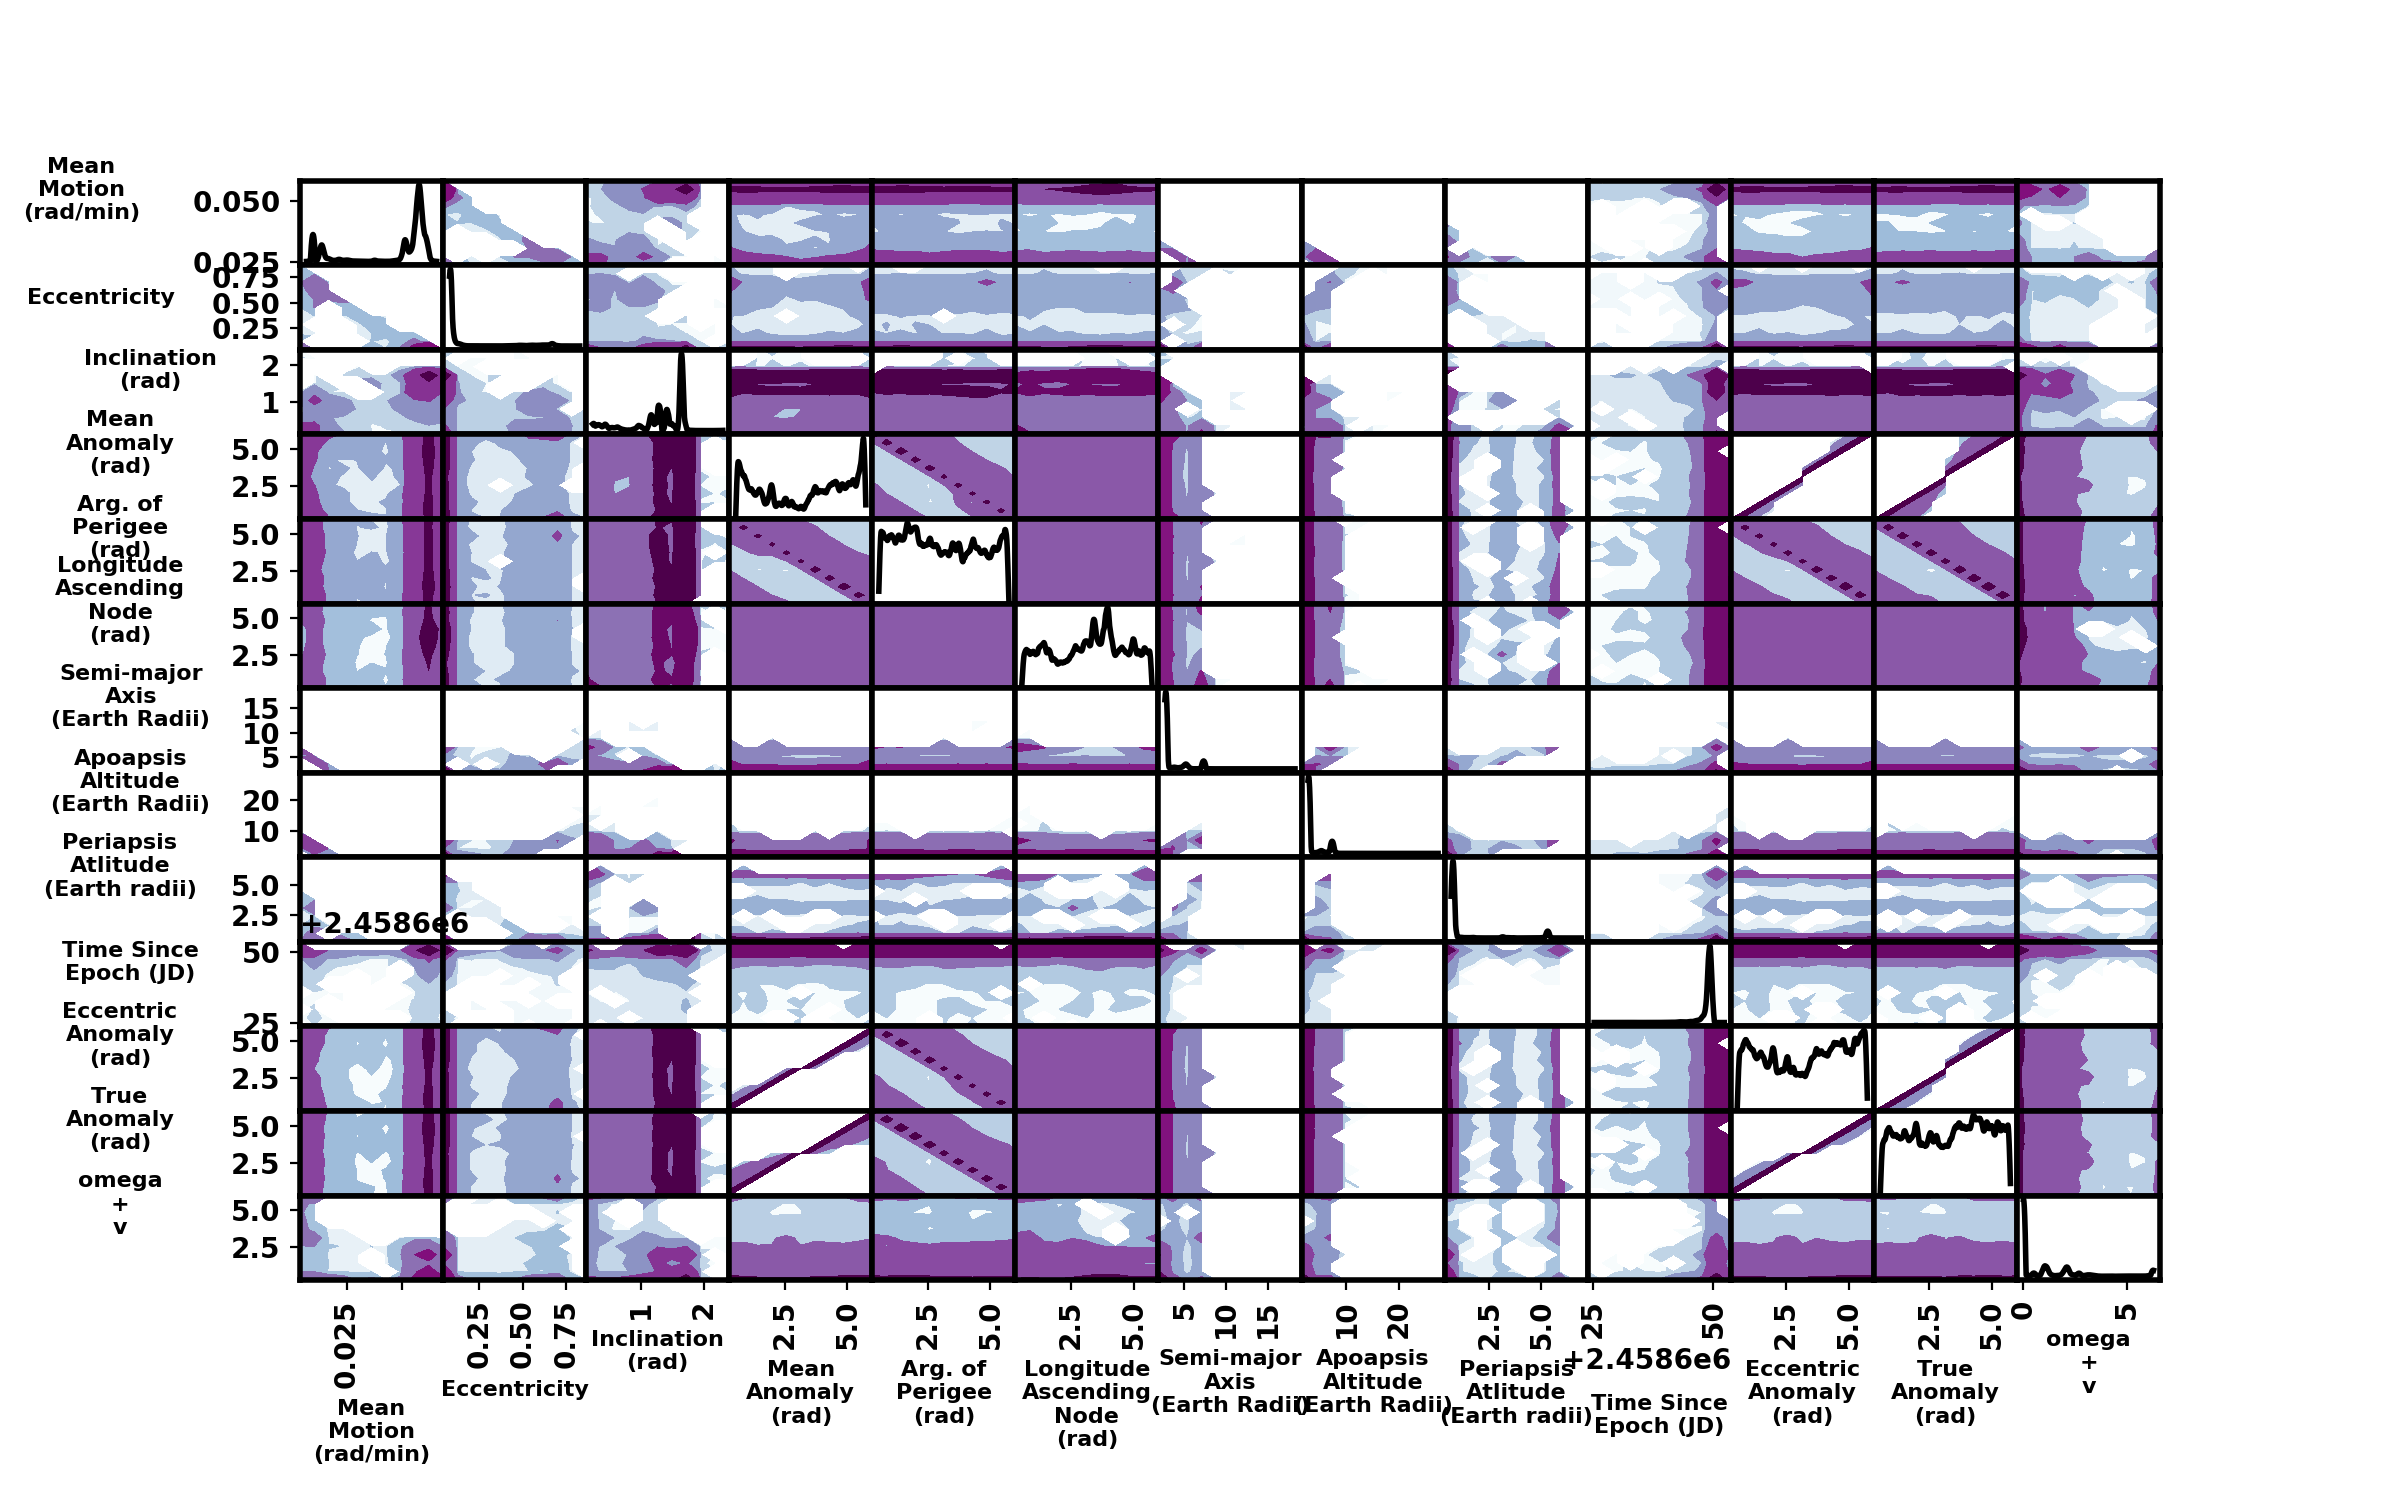 Mean
Motion
(rad/min)
0.050
0.025
Eccentricity
0.75
0.50
0.25
Inclination
(rad)
2
1
Mean
Anomaly
(rad)
5.0
2.5
Arg. of
Perigee
(rad)
5.0
2.5
Longitude
Ascending
Node
(rad)
5.0
2.5
Semi-major
Axis
(Earth Radii)
15
10
5
Apoapsis
Altitude
(Earth Radii)
20
10
Periapsis
Atlitude
(Earth radii)
5.0
2.5
+2.4586e6
Time Since
Epoch (JD)
50
25
Eccentric
Anomaly
(rad)
5.0
2.5
True
Anomaly
(rad)
5.0
2.5
omega
+
v
5.0
2.5
0.025
Mean
Motion
(rad/min)
0.25 0.50 0.75
Eccentricity
1 2
Inclination
(rad)
2.5 5.0
Mean
Anomaly
(rad)
2.5 5.0
Arg. of
Perigee
(rad)
2.5 5.0
Longitude
Ascending
Node
(rad)
5 10 15
Semi-major
Axis
(Earth Radii)
10 20
Apoapsis
Altitude
(Earth Radii)
2.5 5.0
Periapsis
Atlitude
(Earth radii)
25 50
+2.4586e6
Time Since
Epoch (JD)
2.5 5.0
Eccentric
Anomaly
(rad)
2.5 5.0
True
Anomaly
(rad)
0 5
omega
+
v